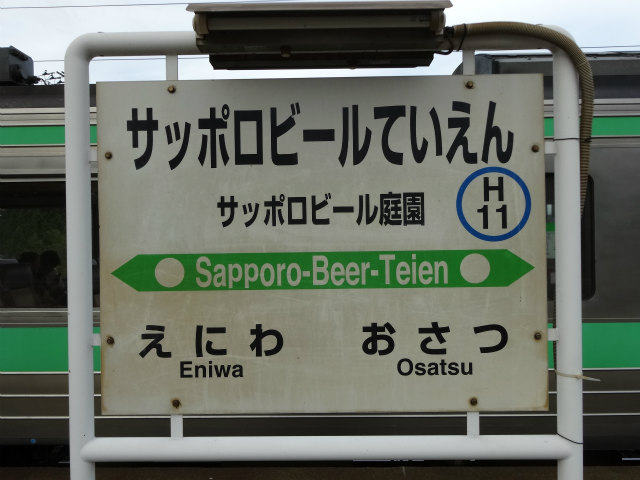 サッポロビールていえん
サッポロビール庭園
H
11
Sapporo-Beer-Teien
えにわ おさつ
Eniwa Osatsu